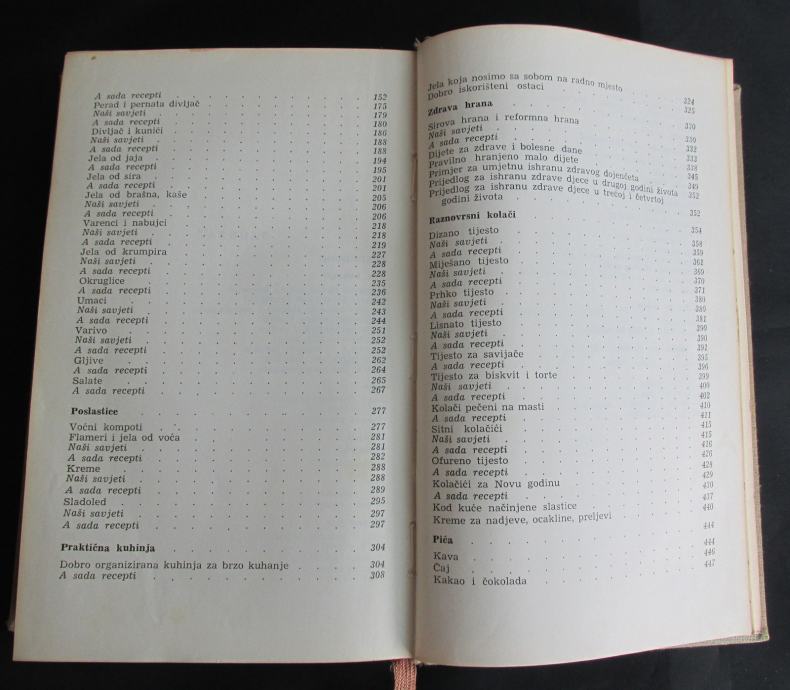 A sada recepti 152
Perad i pernata divljač 175
Naši savjeti 179
A sada recepti 180
Divljač i kunići 186
Naši savjeti 188
A sada recepti 188
Jela od jaja 194
A sada recepti 195
Jela od sira 201
A sada recepti 201
Jela od brašna, kaše 205
Naši savjeti 206
A sada recepti 206
Varenci i nabujci 218
Naši savjeti 218
A sada recepti 219
Jela od krumpira 227
Naši savjeti 228
A sada recepti 228
Okruglice 235
A sada recepti 236
Umaci 242
Naši savjeti 243
A sada recepti 244
Varivo 251
Naši savjeti 252
A sada recepti 252
Gljive 262
A sada recepti 264
Salate 265
A sada recepti 267
Poslastice 277
Voćni kompoti 277
Flameri i jela od voća 281
Naši savjeti 281
A sada recepti 282
Kreme 288
Naši savjeti 288
A sada recepti 289
Sladoled 295
Naši savjeti 297
A sada recepti 297
Praktična kuhinja 304
Dobro organizirana kuhinja za brzo kuhanje 304
A sada recepti 308
Jela koja nosimo sa sobom na radno mjesto 324
Dobro iskorišteni ostaci 325
Zdrava hrana 330
Sirova hrana i reformna hrana 330
Naši savjeti 332
A sada recepti 333
Dijete za zdrave i bolesne dane 338
Pravilno hranjeno malo dijete 345
Primjer za umjetnu ishranu zdravog dojenčeta 349
Prijedlog za ishranu zdrave djece u drugoj godini života 352
Prijedlog za ishranu zdrave djece u trećoj i četvrtoj
godini života 352
Raznovrsni kolači 354
Dizano tijesto 358
Naši savjeti 359
A sada recepti 362
Miješano tijesto 369
Naši savjeti 370
A sada recepti 371
Prhko tijesto 380
Naši savjeti 380
A sada recepti 381
Lisnato tijesto 390
Naši savjeti 390
A sada recepti 392
Tijesto za savijače 395
A sada recepti 396
Tijesto za biskvit i torte 399
Naši savjeti 400
A sada recepti 402
Kolači pečeni na masti 410
A sada recepti 411
Sitni kolačići 415
Naši savjeti 415
A sada recepti 416
Ofureno tijesto 426
A sada recepti 428
Kolačići za Novu godinu 429
A sada recepti 430
Kod kuće načinjene slastice 437
Kreme za nadjeve, ocakline, preljevi 440
Pića 444
Kava 444
Čaj 446
Kakao i čokolada 447